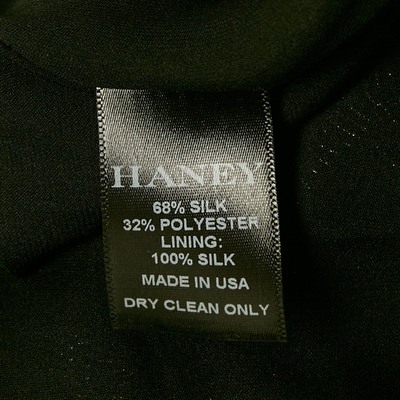 HANEY
68% SILK
32% POLYESTER
LINING:
100% SILK
MADE IN USA
DRY CLEAN ONLY